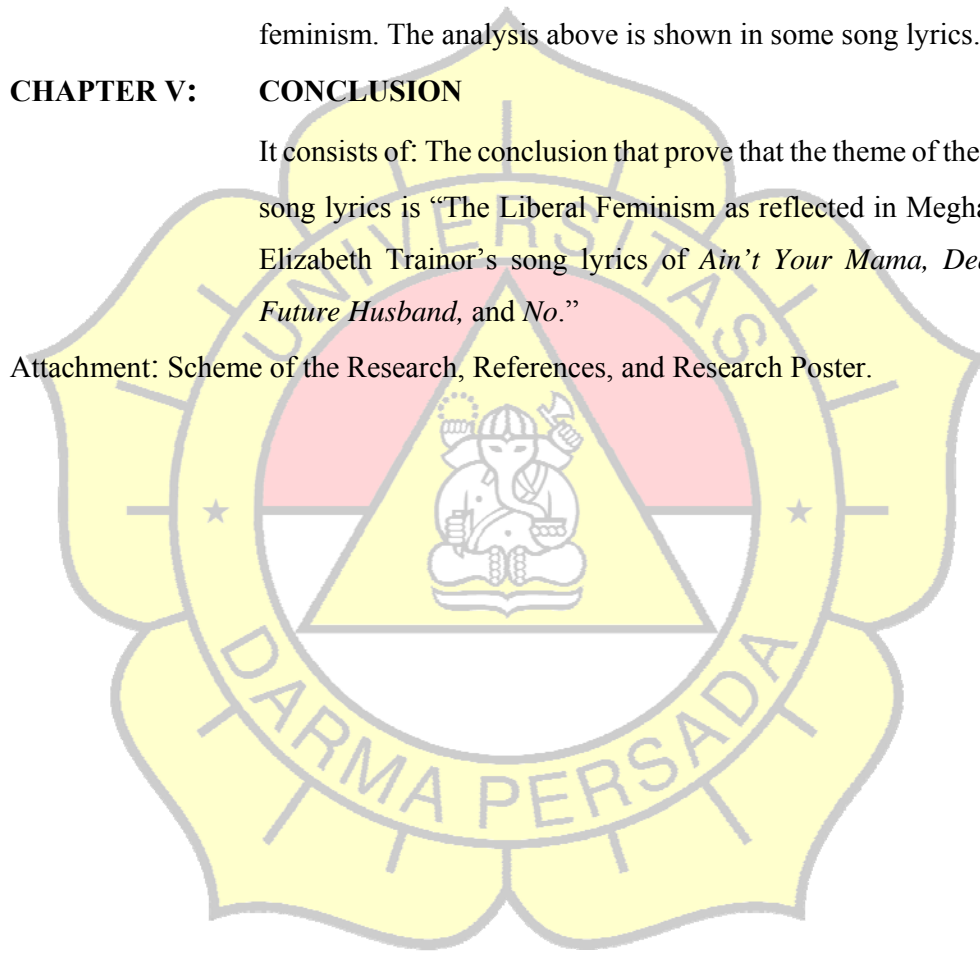 feminism. The analysis above is shown in some song lyrics.
CHAPTER V: CONCLUSION
It consists of: The conclusion that prove that the theme of the
song lyrics is “The Liberal Feminism as reflected in Megha
Elizabeth Trainor’s song lyrics of Ain’t Your Mama, De
Future Husband, and No.”
Attachment: Scheme of the Research, References, and Research Poster.
UNIVERSITAS
DARMA PERSADA